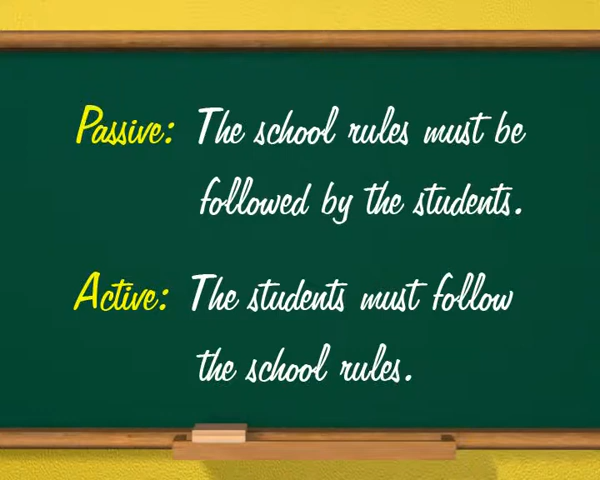 Passive: The school rules must be
followed by the students.
Active: The students must follow
the school rules.